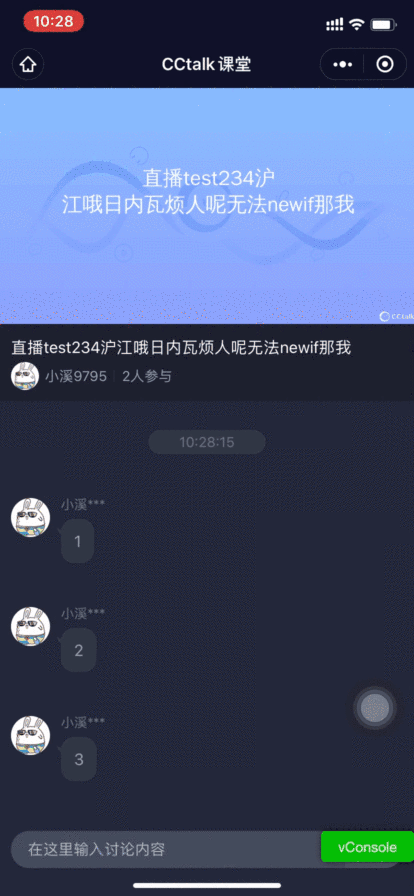 10:28
CCtalk 课堂
直播test234沪
江哦日内瓦烦人呢无法newif那我
CCtalk
直播test234沪江哦日内瓦烦人呢无法newif那我
小溪9795 2人参与
10:28:15
小溪***
1
小溪***
2
小溪***
3
在这里输入讨论内容
vConsole